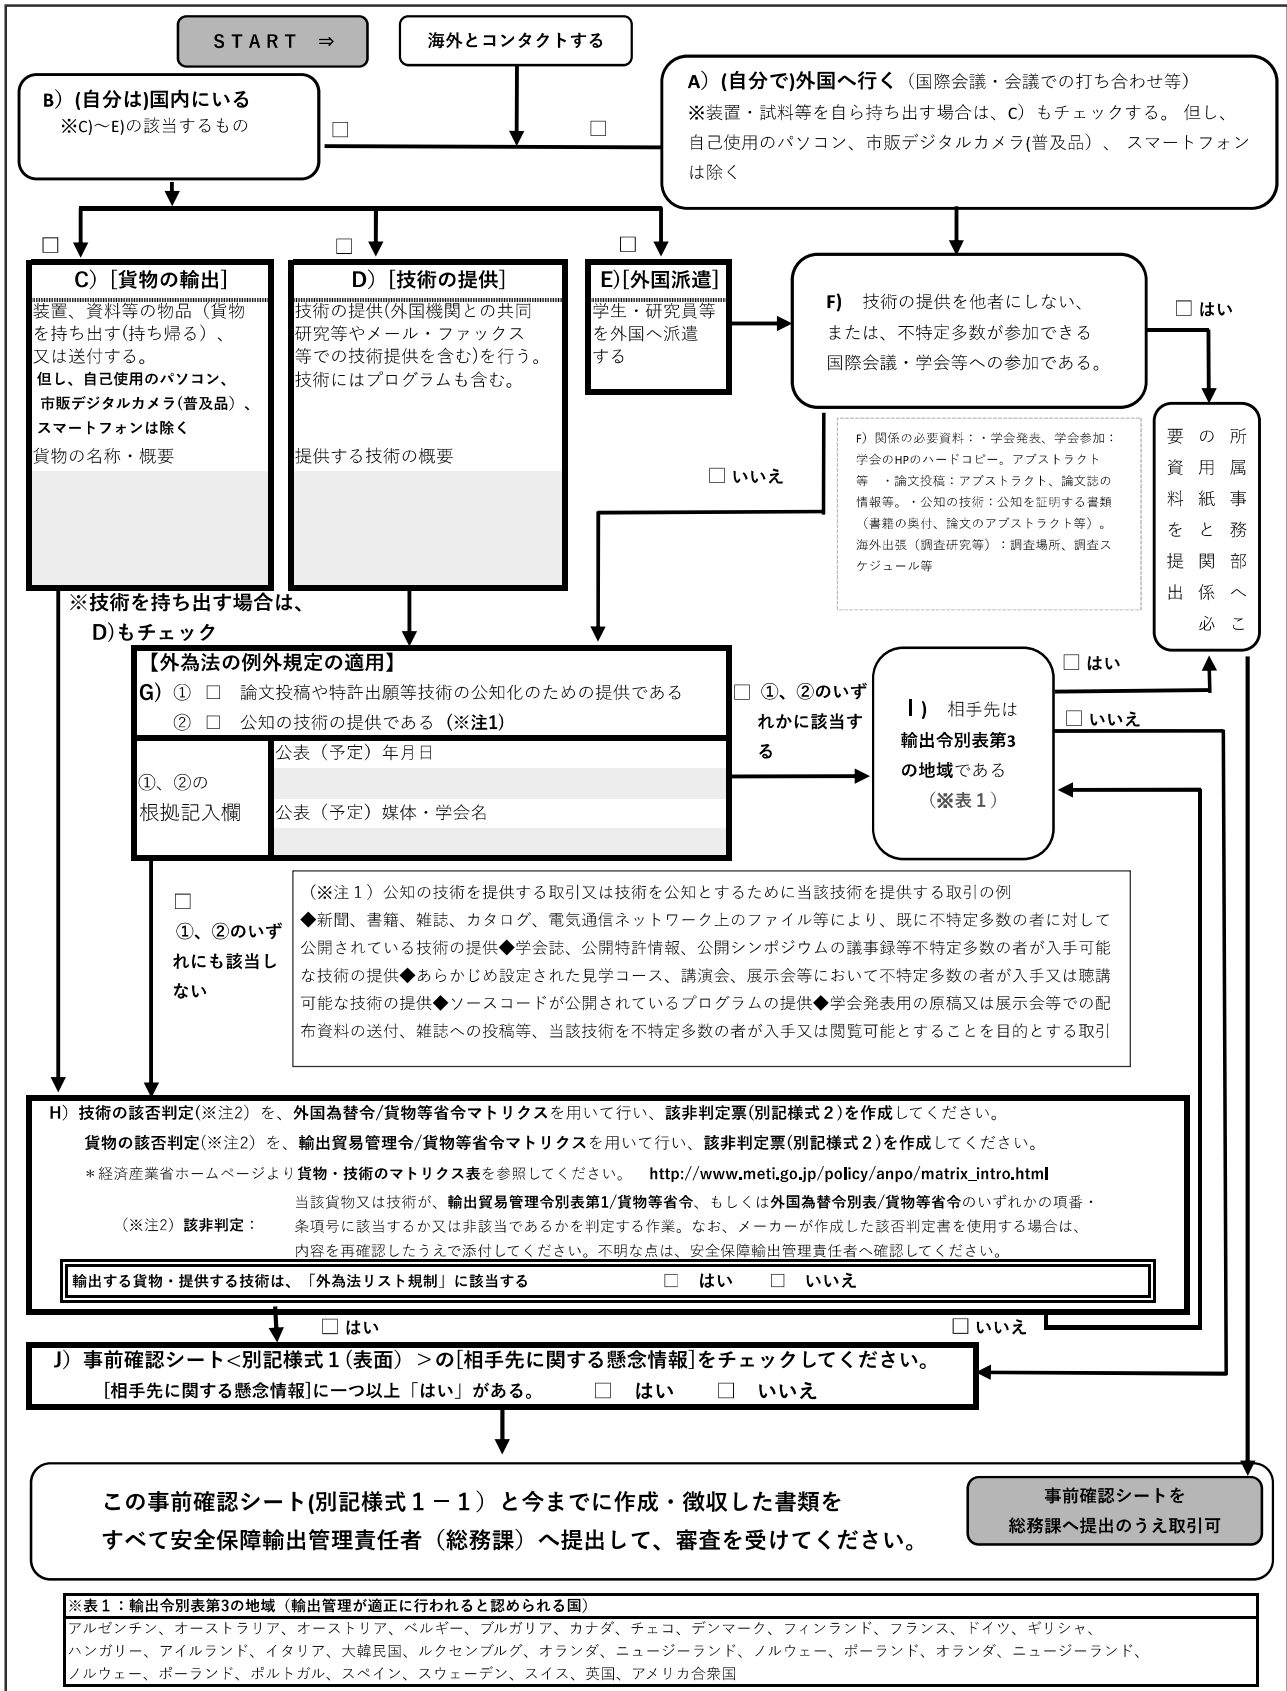 START ⇒
海外とコンタクトする
A）(自分で)外国へ行く（国際会議・会議での打ち合わせ等）
※装置・試料等を自ら持ち出す場合は、C）もチェックする。 但し、
自己使用のパソコン、市販デジタルカメラ(普及品）、 スマートフォン
は除く
B）(自分は)国内にいる
※C)～E)の該当するもの
□
□
□
□
□
C）[貨物の輸出]
装置、資料等の物品（貨物
を持ち出す(持ち帰る）、
又は送付する。
但し、自己使用のパソコン、
市販デジタルカメラ(普及品）、
スマートフォンは除く
貨物の名称・概要
D）[技術の提供]
技術の提供(外国機関との共同
研究等やメール・ファックス
等での技術提供を含む)を行う。
技術にはプログラムも含む。
提供する技術の概要
E)[外国派遣]
学生・研究員等
を外国へ派遣
する
F) 技術の提供を他者にしない、
または、不特定多数が参加できる
国際会議・学会等への参加である。
□ はい
□ いいえ
F）関係の必要資料：・学会発表、学会参加：
学会のHPのハードコピー。アブストラクト
等 ・論文投稿：アブストラクト、論文誌の
情報等。・公知の技術：公知を証明する書類
（書籍の奥付、論文のアブストラクト等）。
海外出張（調査研究等）：調査場所、調査ス
ケジュール等
所属事務部へこ
の用紙と関係必
要資料を提出
※技術を持ち出す場合は、
D)もチェック
【外為法の例外規定の適用】
G) ① □ 論文投稿や特許出願等技術の公知化のための提供である
② □ 公知の技術の提供である (※注1)
①、②の
根拠記入欄
公表（予定）年月日
公表（予定）媒体・学会名
□ ①、②のいず
れかに該当す
る
I) 相手先は
輸出令別表第3
の地域である
（※表１）
□ はい
□ いいえ
□
①、②のいず
れにも該当し
ない
（※注１）公知の技術を提供する取引又は技術を公知とするために当該技術を提供する取引の例
◆新聞、書籍、雑誌、カタログ、電気通信ネットワーク上のファイル等により、既に不特定多数の者に対して
公開されている技術の提供◆学会誌、公開特許情報、公開シンポジウムの議事録等不特定多数の者が入手可能
な技術の提供◆あらかじめ設定された見学コース、講演会、展示会等において不特定多数の者が入手又は聴講
可能な技術の提供◆ソースコードが公開されているプログラムの提供◆学会発表用の原稿又は展示会等での配
布資料の送付、雑誌への投稿等、当該技術を不特定多数の者が入手又は閲覧可能とすることを目的とする取引
H）技術の該否判定(※注2）を、外国為替令/貨物等省令マトリクスを用いて行い、該非判定票(別記様式２)を作成してください。
貨物の該否判定(※注2）を、輸出貿易管理令/貨物等省令マトリクスを用いて行い、該非判定票(別記様式２)を作成してください。
＊経済産業省ホームページより貨物・技術のマトリクス表を参照してください。 http://www.meti.go.jp/policy/anpo/matrix_intro.html
（※注2）該非判定：
当該貨物又は技術が、輸出貿易管理令別表第1/貨物等省令、もしくは外国為替令別表/貨物等省令のいずれかの項番・
条項号に該当するか又は非該当であるかを判定する作業。なお、メーカーが作成した該否判定書を使用する場合は、
内容を再確認したうえで添付してください。不明な点は、安全保障輸出管理責任者へ確認してください。
輸出する貨物・提供する技術は、「外為法リスト規制」に該当する □ はい □ いいえ
□ はい
□ いいえ
J）事前確認シート<別記様式１(表面）>の[相手先に関する懸念情報]をチェックしてください。
[相手先に関する懸念情報]に一つ以上「はい」がある。 □ はい □ いいえ
この事前確認シート(別記様式１－１）と今までに作成・徴収した書類を
すべて安全保障輸出管理責任者（総務課）へ提出して、審査を受けてください。
事前確認シートを
総務課へ提出のうえ取引可
※表１：輸出令別表第3の地域（輸出管理が適正に行われると認められる国）
アルゼンチン、オーストラリア、オーストリア、ベルギー、ブルガリア、カナダ、チェコ、デンマーク、フィンランド、フランス、ドイツ、ギリシャ、
ハンガリー、アイルランド、イタリア、大韓民国、ルクセンブルグ、オランダ、ニュージーランド、ノルウェー、ポーランド、オランダ、ニュージーランド、
ノルウェー、ポーランド、ポルトガル、スペイン、スウェーデン、スイス、英国、アメリカ合衆国